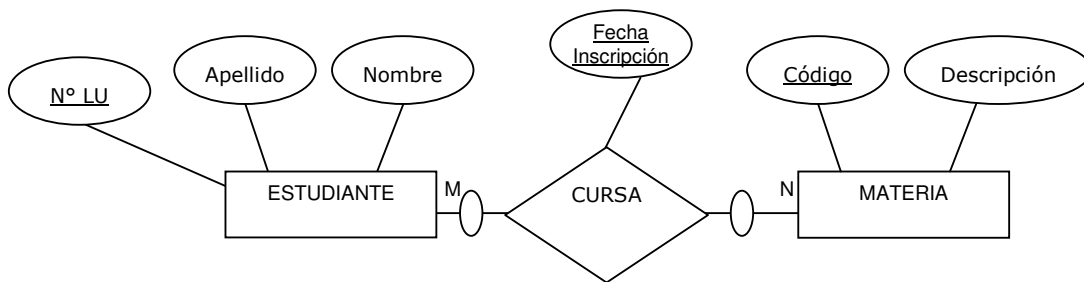 Fecha
Inscripción
Apellido
Nombre
Código
Descripción
N° LU
ESTUDIANTE
M
CURSA
N
MATERIA